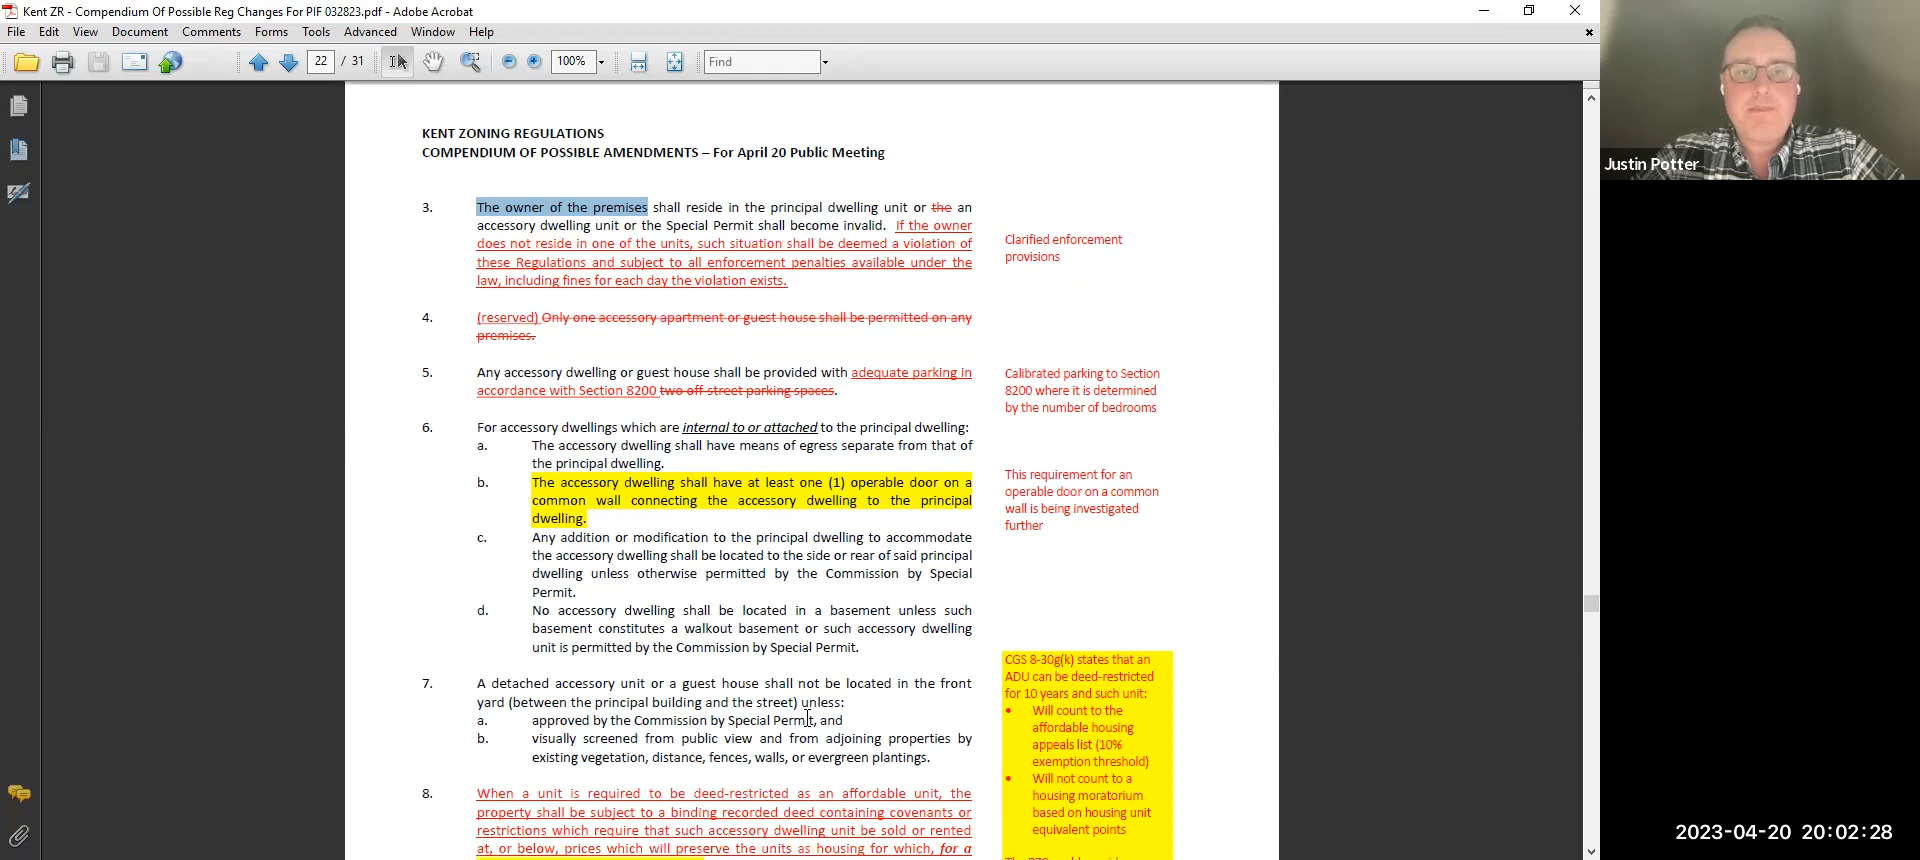 Kent ZR - Compendium Of Possible Reg Changes For PIF 032823.pdf - Adobe Acrobat
File Edit View Document Comments Forms Tools Advanced Window Help
22 / 31 100% Find
KENT ZONING REGULATIONS
COMPENDIUM OF POSSIBLE AMENDMENTS – For April 20 Public Meeting
3. The owner of the premises shall reside in the principal dwelling unit or the an
accessory dwelling unit or the Special Permit shall become invalid. If the owner
does not reside in one of the units, such situation shall be deemed a violation of
these Regulations and subject to all enforcement penalties available under the
law, including fines for each day the violation exists.
Clarified enforcement
provisions
4. (reserved) Only one accessory apartment or guest house shall be permitted on any
premises.
5. Any accessory dwelling or guest house shall be provided with adequate parking in
accordance with Section 8200 two off street parking spaces.
Calibrated parking to Section
8200 where it is determined
by the number of bedrooms
6. For accessory dwellings which are internal to or attached to the principal dwelling:
a. The accessory dwelling shall have means of egress separate from that of
the principal dwelling.
b. The accessory dwelling shall have at least one (1) operable door on a
common wall connecting the accessory dwelling to the principal
dwelling.
This requirement for an
operable door on a common
wall is being investigated
further
c. Any addition or modification to the principal dwelling to accommodate
the accessory dwelling shall be located to the side or rear of said principal
dwelling unless otherwise permitted by the Commission by Special
Permit.
d. No accessory dwelling shall be located in a basement unless such
basement constitutes a walkout basement or such accessory dwelling
unit is permitted by the Commission by Special Permit.
7. A detached accessory unit or a guest house shall not be located in the front
yard (between the principal building and the street) unless:
a. approved by the Commission by Special Permit, and
b. visually screened from public view and from adjoining properties by
existing vegetation, distance, fences, walls, or evergreen plantings.
8. When a unit is required to be deed-restricted as an affordable unit, the
property shall be subject to a binding recorded deed containing covenants or
restrictions which require that such accessory dwelling unit be sold or rented
at, or below, prices which will preserve the units as housing for which, for a
CGS 8-30g(k) states that an
ADU can be deed-restricted
for 10 years and such unit:
• Will count to the
affordable housing
appeals list (10%
exemption threshold)
• Will not count to a
housing moratorium
based on housing unit
equivalent points
Justin Potter
2023-04-20 20:02:28